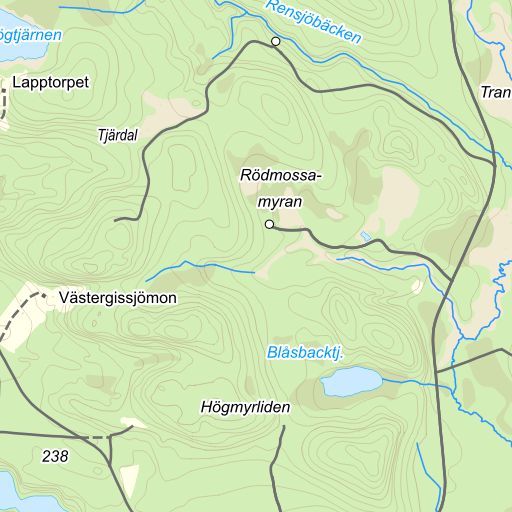 Rensjöbäcken
ögtjärnen
Lapptorpet
Tran
Tjärdal
Rödmossa-
myran
Västergissjömon
Blåsbacktj.
Högmyrliden
238